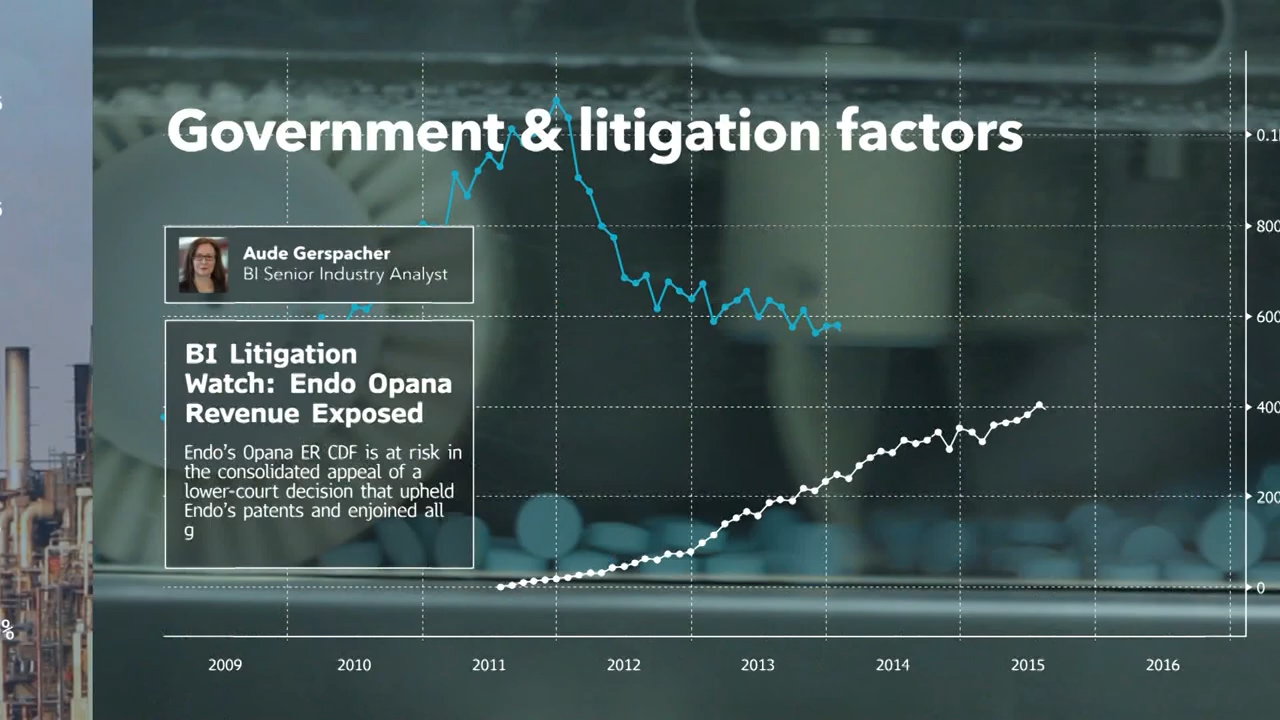 Government & litigation factors
Aude Gerspacher
BI Senior Industry Analyst
BI Litigation
Watch: Endo Opana
Revenue Exposed
Endo's Opana ER CDF is at risk in
the consolidated appeal of a
lower-court decision that upheld
Endo's patents and enjoined all
g
0.1
800
600
400
200
0
2009 2010 2011 2012 2013 2014 2015 2016
%